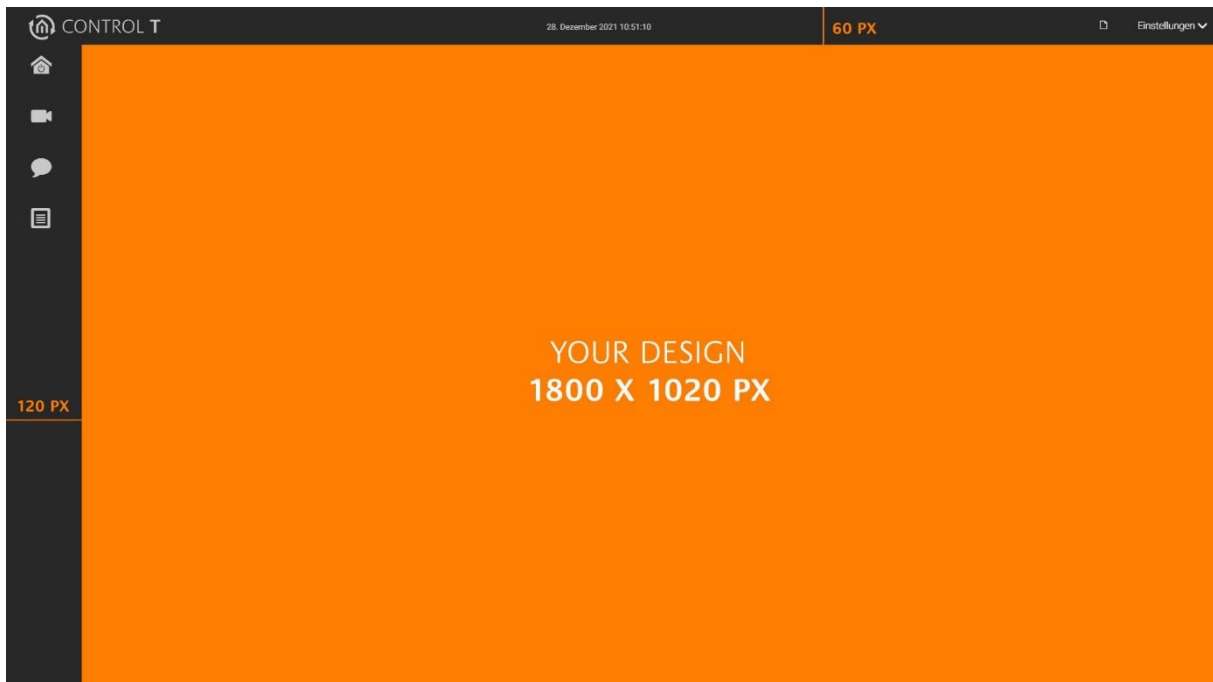 CONTROL T
28. Dezember 2021 10:51:10
60 PX
Einstellungen
YOUR DESIGN
1800 X 1020 PX
120 PX